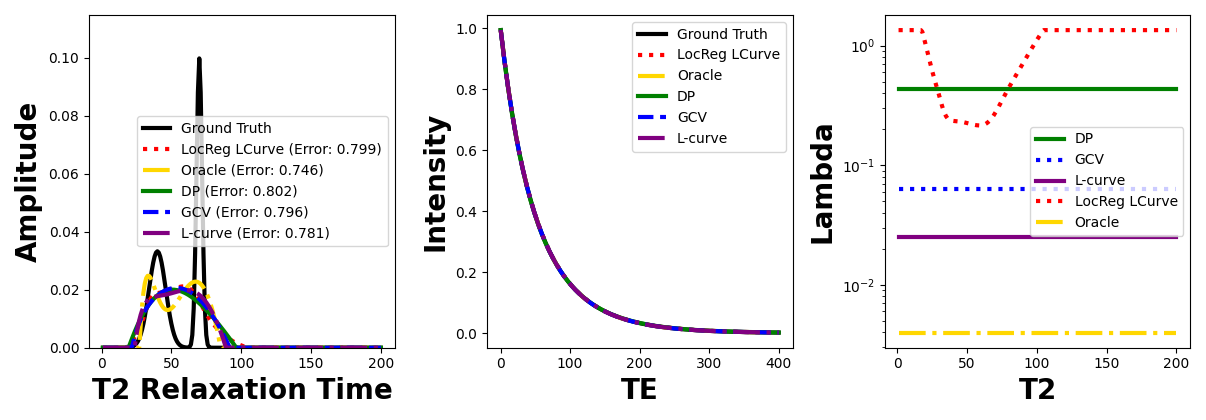 Amplitude
0.10
0.08
0.06
0.04
0.02
0.00
Ground Truth
LocReg LCurve (Error: 0.799)
Oracle (Error: 0.746)
DP (Error: 0.802)
GCV (Error: 0.796)
L-curve (Error: 0.781)
0 50 100 150 200
T2 Relaxation Time
Intensity
1.0
0.8
0.6
0.4
0.2
0.0
Ground Truth
LocReg LCurve
Oracle
DP
GCV
L-curve
0 100 200 300 400
TE
Lambda
10⁰
10⁻¹
10⁻²
DP
GCV
L-curve
LocReg LCurve
Oracle
0 50 100 150 200
T2